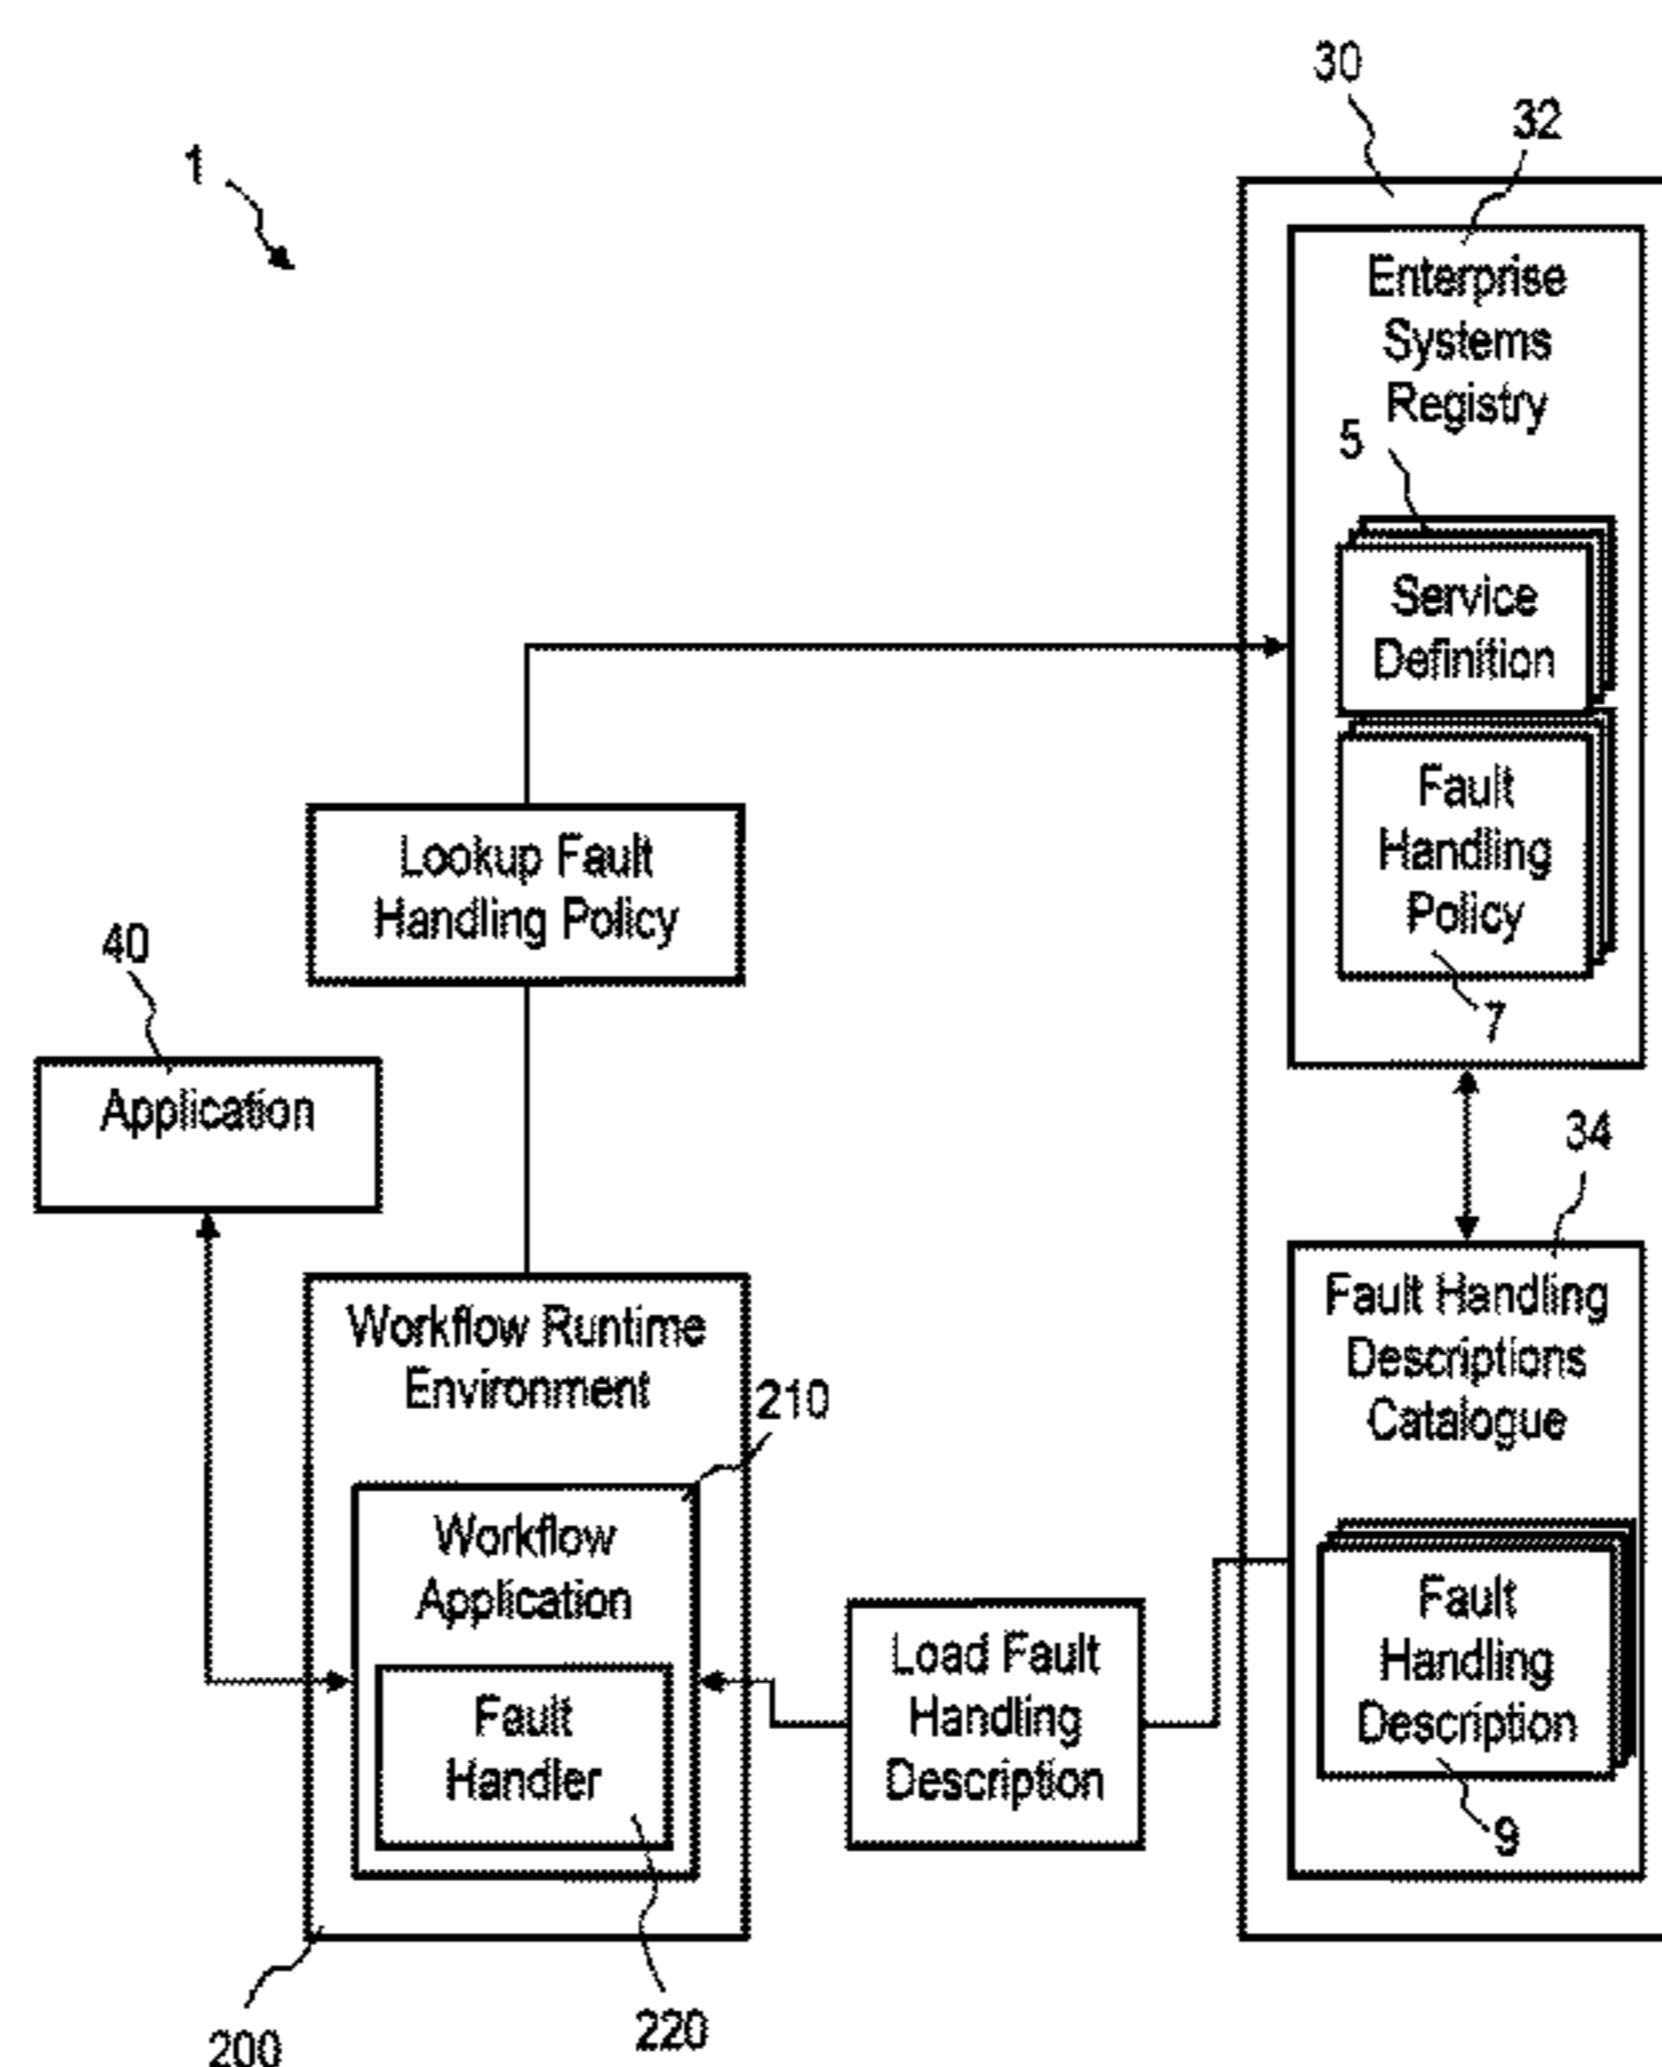 30
32
1
Enterprise
Systems
Registry
5
Service
Definition
Fault
Handling
Policy
7
Lookup Fault
Handling Policy
40
Application
34
Fault Handling
Descriptions
Catalogue
Workflow Runtime
Environment
210
Workflow
Application
Fault
Handler
Load Fault
Handling
Description
Fault
Handling
Description
9
220
200